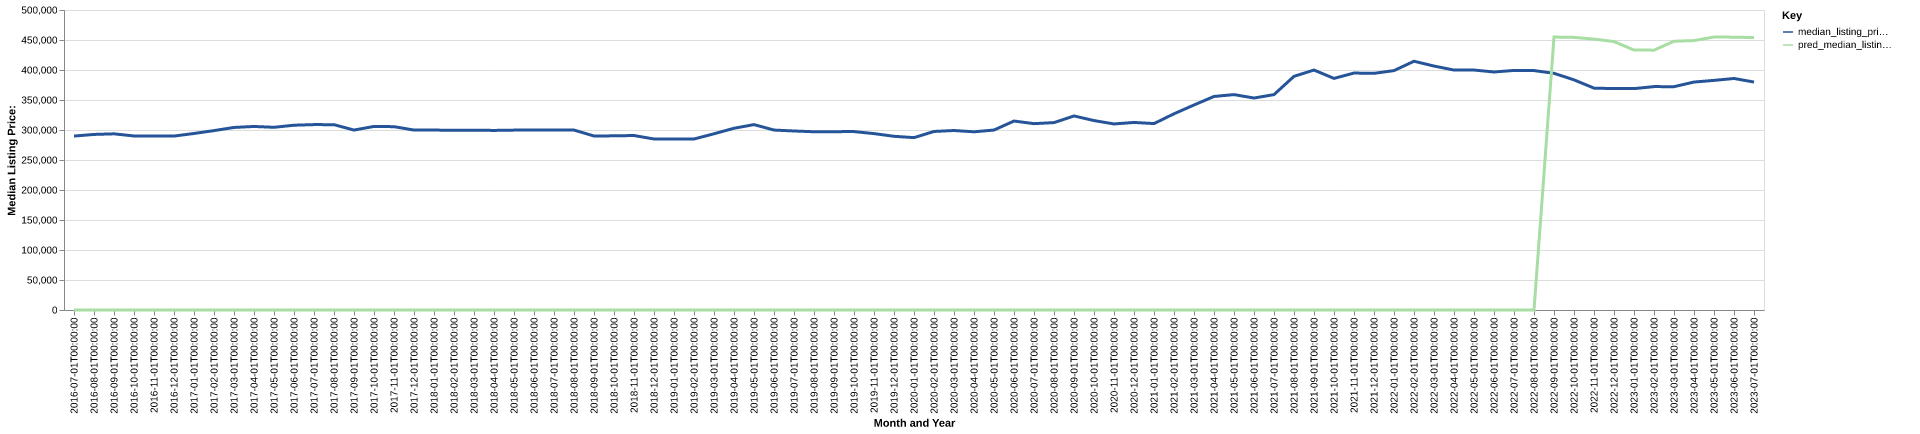 500,000
450,000
400,000
350,000
300,000
250,000
200,000
150,000
100,000
50,000
0
Median Listing Price:
2016-07-01T00:00:00
2016-08-01T00:00:00
2016-09-01T00:00:00
2016-10-01T00:00:00
2016-11-01T00:00:00
2016-12-01T00:00:00
2017-01-01T00:00:00
2017-02-01T00:00:00
2017-03-01T00:00:00
2017-04-01T00:00:00
2017-05-01T00:00:00
2017-06-01T00:00:00
2017-07-01T00:00:00
2017-08-01T00:00:00
2017-09-01T00:00:00
2017-10-01T00:00:00
2017-11-01T00:00:00
2017-12-01T00:00:00
2018-01-01T00:00:00
2018-02-01T00:00:00
2018-03-01T00:00:00
2018-04-01T00:00:00
2018-05-01T00:00:00
2018-06-01T00:00:00
2018-07-01T00:00:00
2018-08-01T00:00:00
2018-09-01T00:00:00
2018-10-01T00:00:00
2018-11-01T00:00:00
2018-12-01T00:00:00
2019-01-01T00:00:00
2019-02-01T00:00:00
2019-03-01T00:00:00
2019-04-01T00:00:00
2019-05-01T00:00:00
2019-06-01T00:00:00
2019-07-01T00:00:00
2019-08-01T00:00:00
2019-09-01T00:00:00
2019-10-01T00:00:00
2019-11-01T00:00:00
2019-12-01T00:00:00
2020-01-01T00:00:00
2020-02-01T00:00:00
2020-03-01T00:00:00
2020-04-01T00:00:00
2020-05-01T00:00:00
2020-06-01T00:00:00
2020-07-01T00:00:00
2020-08-01T00:00:00
2020-09-01T00:00:00
2020-10-01T00:00:00
2020-11-01T00:00:00
2020-12-01T00:00:00
2021-01-01T00:00:00
2021-02-01T00:00:00
2021-03-01T00:00:00
2021-04-01T00:00:00
2021-05-01T00:00:00
2021-06-01T00:00:00
2021-07-01T00:00:00
2021-08-01T00:00:00
2021-09-01T00:00:00
2021-10-01T00:00:00
2021-11-01T00:00:00
2021-12-01T00:00:00
2022-01-01T00:00:00
2022-02-01T00:00:00
2022-03-01T00:00:00
2022-04-01T00:00:00
2022-05-01T00:00:00
2022-06-01T00:00:00
2022-07-01T00:00:00
2022-08-01T00:00:00
2022-09-01T00:00:00
2022-10-01T00:00:00
2022-11-01T00:00:00
2022-12-01T00:00:00
2023-01-01T00:00:00
2023-02-01T00:00:00
2023-03-01T00:00:00
2023-04-01T00:00:00
2023-05-01T00:00:00
2023-06-01T00:00:00
2023-07-01T00:00:00
Month and Year
Key
median_listing_pri…
pred_median_listin…